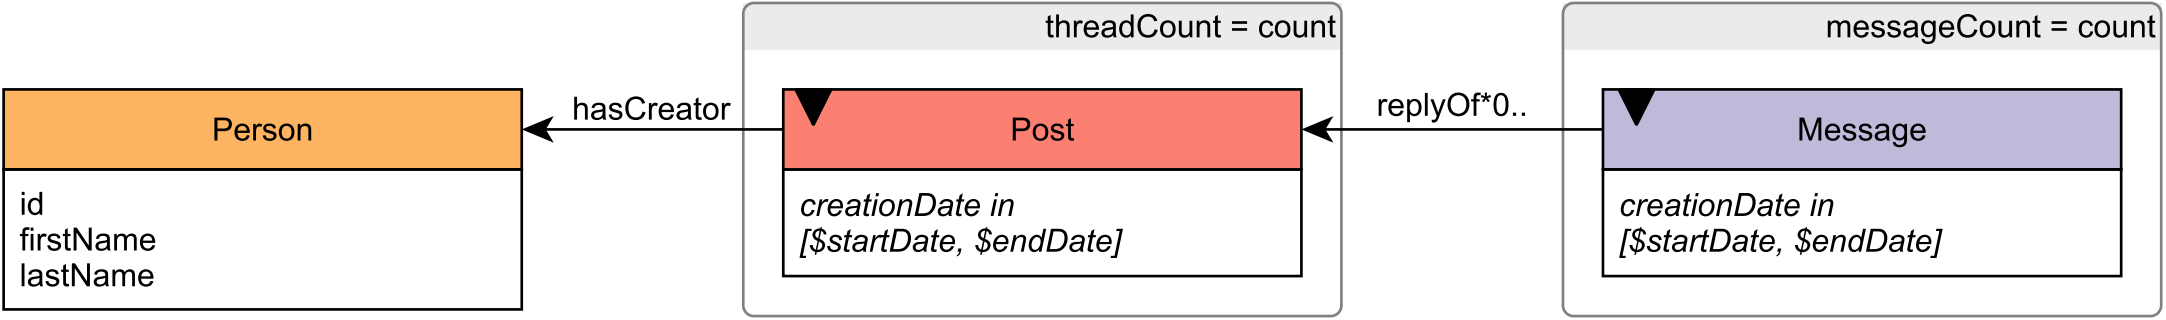 threadCount = count
messageCount = count
Person
hasCreator
Post
replyOf*0..
Message
id
firstName
lastName
creationDate in
[$startDate, $endDate]
creationDate in
[$startDate, $endDate]